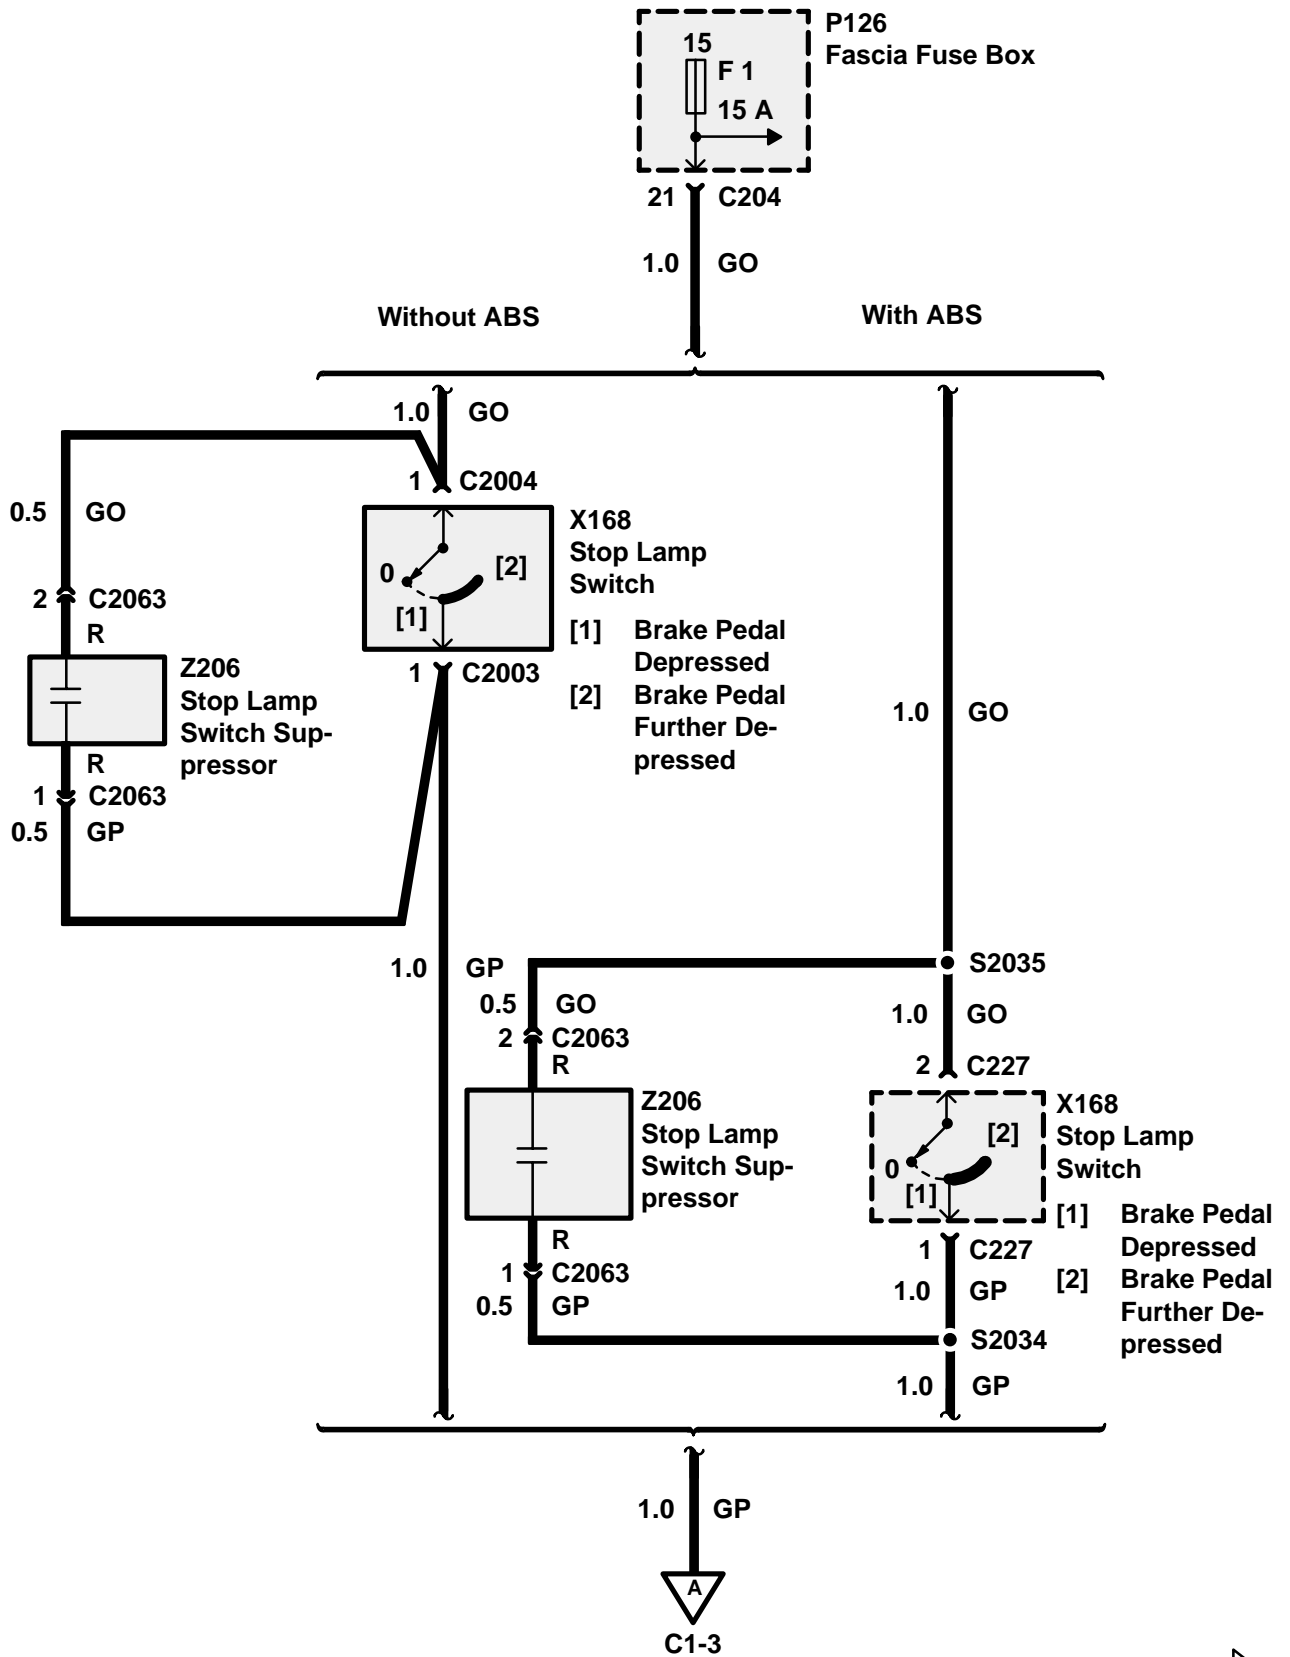 P126
Fascia Fuse Box
15
F 1
15 A
21 C204
1.0 GO
Without ABS
With ABS
1.0 GO
1 C2004
0.5 GO
X168
Stop Lamp
Switch
0
[2]
[1]
[1] Brake Pedal
Depressed
[2] Brake Pedal
Further De-
pressed
2 C2063
R
Z206
Stop Lamp
Switch Sup-
pressor
1 C2003
R
1 C2063
0.5 GP
1.0 GO
1.0 GP
S2035
0.5 GO
1.0 GO
2 C2063
R
2 C227
Z206
Stop Lamp
Switch Sup-
pressor
X168
Stop Lamp
Switch
[2]
0
[1]
[1] Brake Pedal
Depressed
[2] Brake Pedal
Further De-
pressed
R
1 C2063
0.5 GP
1 C227
1.0 GP
S2034
1.0 GP
1.0 GP
A
C1-3